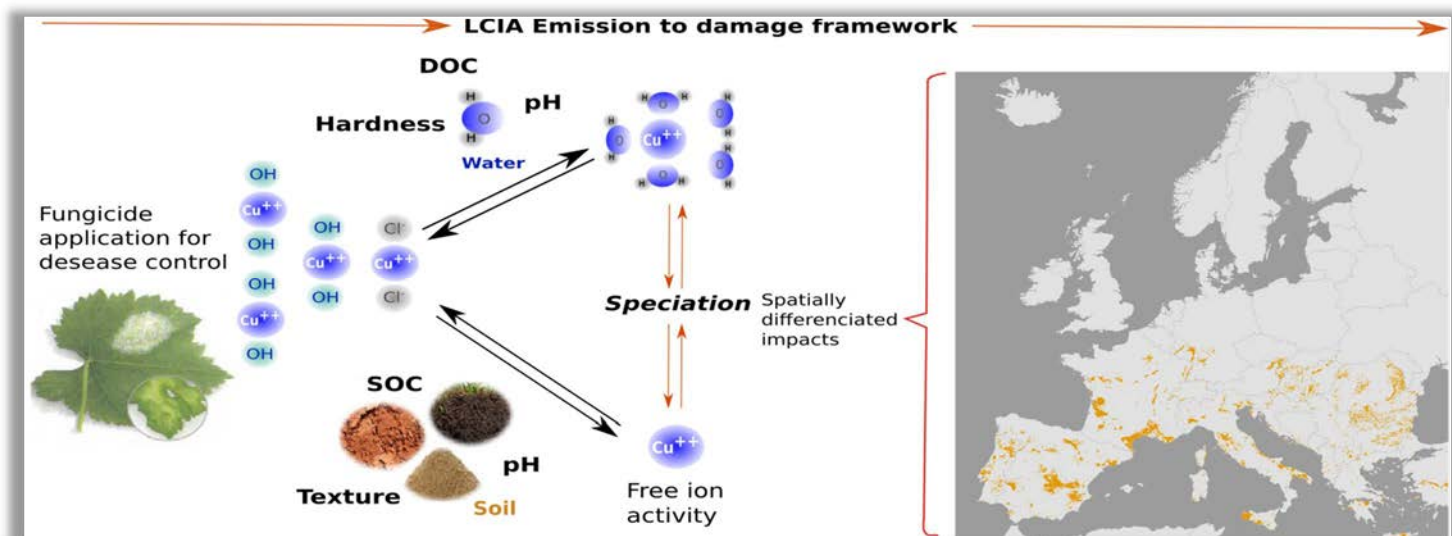 LCIA Emission to damage framework
DOC
pH
Hardness
Water
H
O
H
H
H
O
H
O
H
H
O
H
Cu++
H
O
H
H
O
H
Fungicide
application for
desease control
OH
Cu++
OH
OH
Cu++
OH
OH
Cu++
OH
Cl-
Cu++
Cl-
Speciation
Spatially
differenciated
impacts
SOC
pH
Texture
Soil
Cu++
Free ion
activity